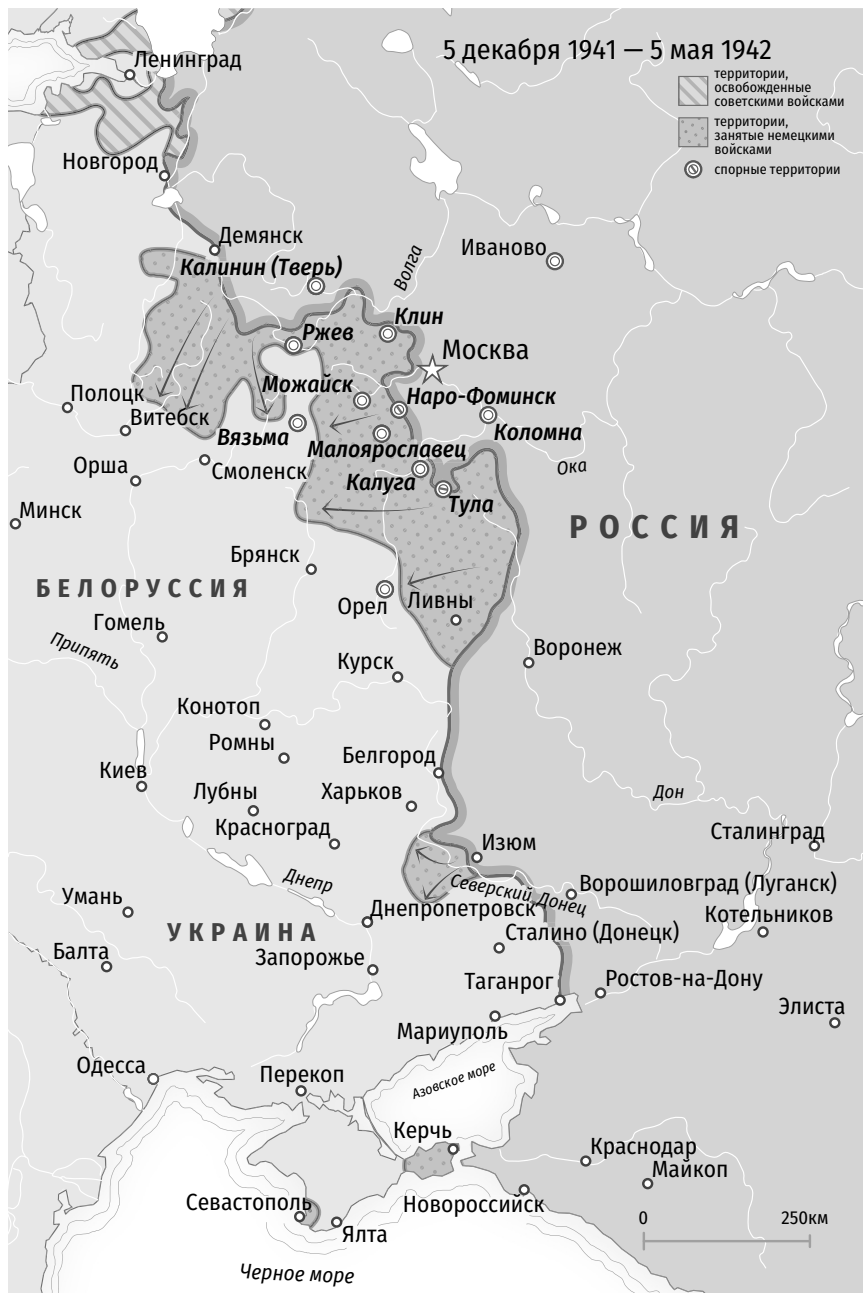 5 декабря 1941 — 5 мая 1942
территории,
освобожденные
советскими войсками
территории,
занятые немецкими
войсками
спорные территории
Ленинград
Новгород
Демянск
Калинин (Тверь)
Волга
Иваново
Ржев
Клин
Москва
Можайск
Наро-Фоминск
Полоцк
Витебск
Вязьма
Коломна
Малоярославец
Орша
Смоленск
Калуга
Ока
Тула
Минск
РОССИЯ
Брянск
БЕЛОРУССИЯ
Орел
Ливны
Гомель
Припять
Курск
Воронеж
Конотоп
Ромны
Белгород
Киев
Лубны
Харьков
Дон
Красноград
Изюм
Сталинград
Днепр
Северский Донец
Ворошиловград (Луганск)
Умань
Днепропетровск
Котельников
УКРАИНА
Сталино (Донецк)
Балта
Запорожье
Таганрог
Ростов-на-Дону
Элиста
Мариуполь
Одесса
Перекоп
Азовское море
Керчь
Краснодар
Майкоп
Севастополь
Новороссийск
Ялта
0 250км
Черное море